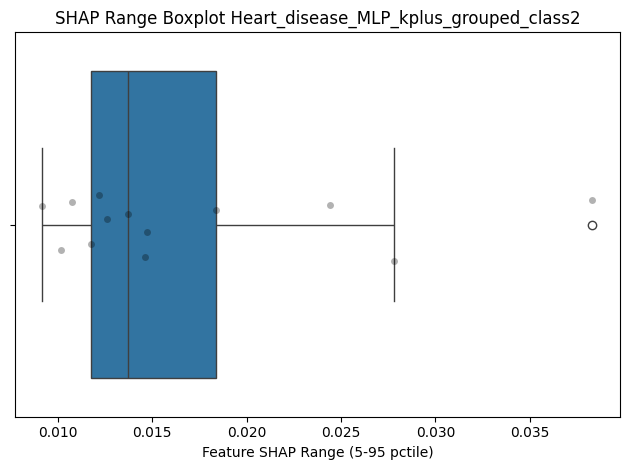 SHAP Range Boxplot Heart_disease_MLP_kplus_grouped_class2
0.010 0.015 0.020 0.025 0.030 0.035
Feature SHAP Range (5-95 pctile)